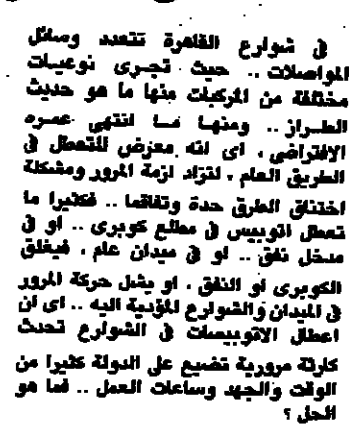 فى شوارع القاهرة تتعدد وسائل
المواصلات .. حيث تجرى نوعيات
مختلفة من المركبات منها ما هو حديث
الطراز .. ومنها ما انتهى عمره
الافتراضى ، اى انه معرض للتعطل فى
الطريق العام ، لتزاد ازمة المرور ومشكلة
اختناق الطرق حدة وتفاقما .. فكثيرا ما
تعطل اتوبيس فى مطلع كوبرى .. او فى
مدخل نفق .. او فى ميدان عام ، فيغلق
الكوبرى او النفق ، او يشل حركة المرور
فى الميدان والشوارع المؤدية اليه .. اى ان
اعطال الاتوبيسات فى الشوارع تحدث
كارثة مرورية تضيع على الدولة كثيرا من
الوقت والجهد وساعات العمل .. فما هو
الحل ؟